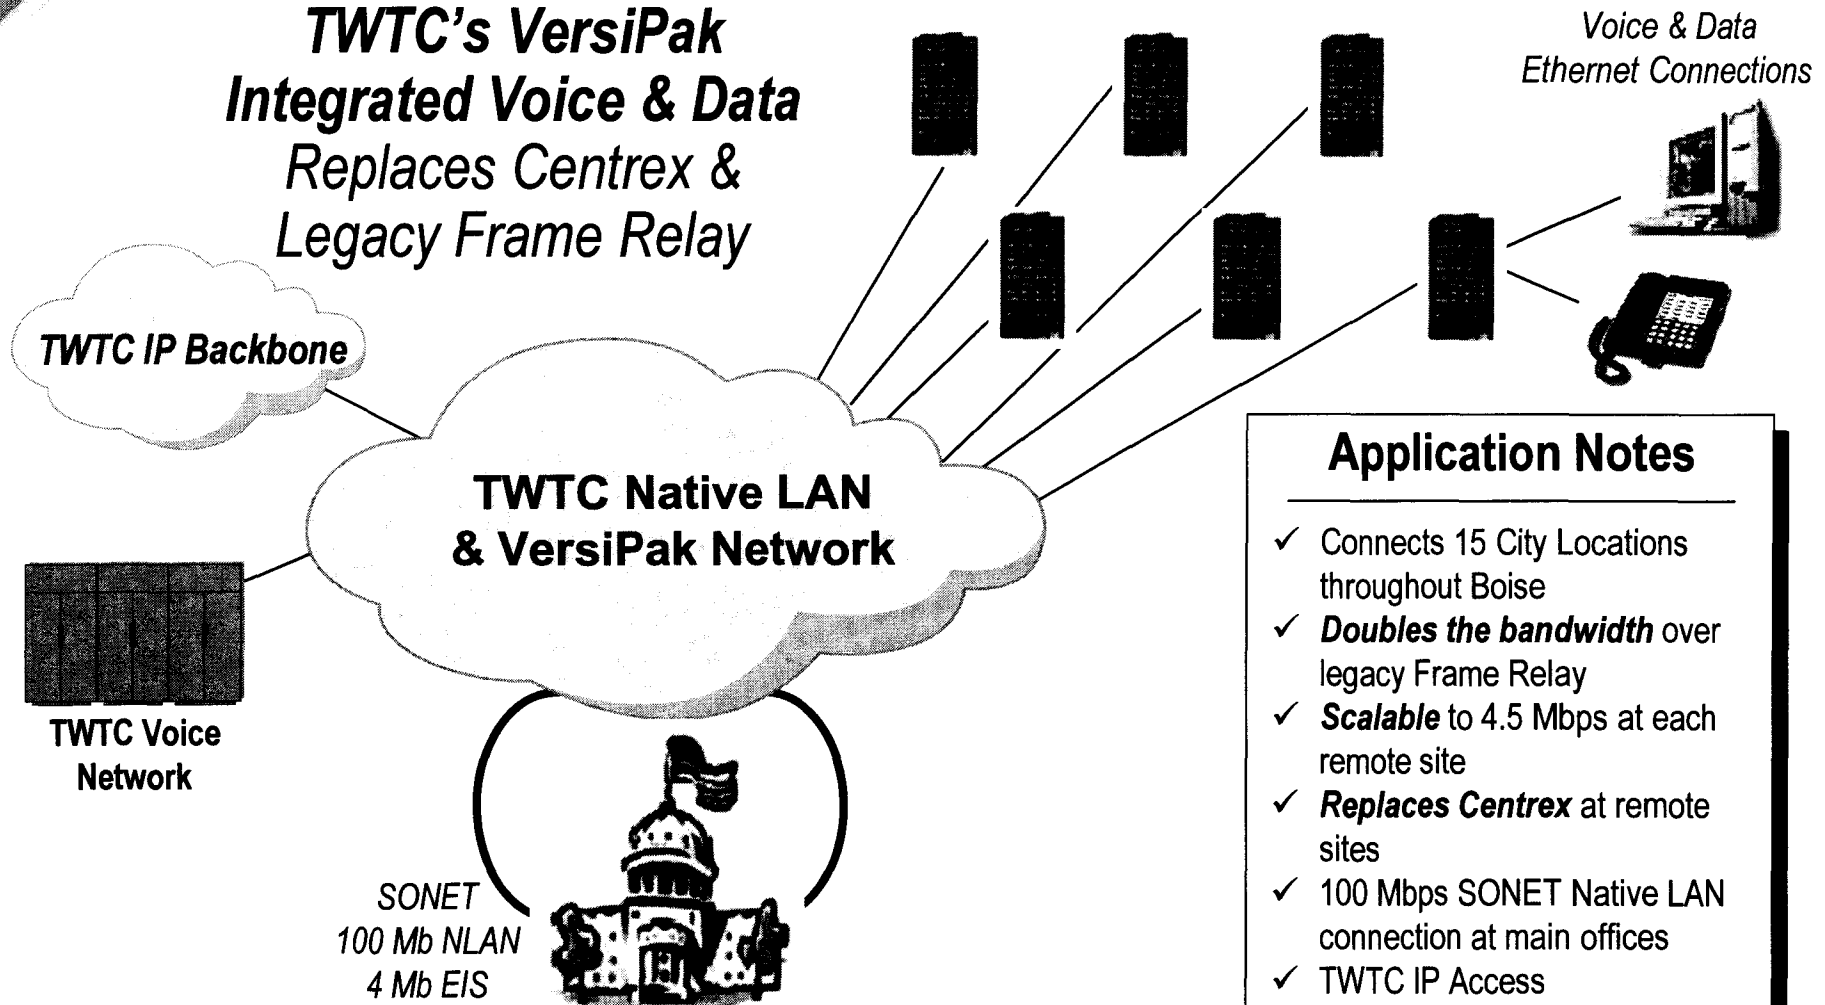 TWTC's VersiPak
Integrated Voice & Data
Replaces Centrex &
Legacy Frame Relay
Voice & Data
Ethernet Connections
TWTC IP Backbone
TWTC Native LAN
& VersiPak Network
TWTC Voice
Network
SONET
100 Mb NLAN
4 Mb EIS
Application Notes
✓ Connects 15 City Locations
throughout Boise
✓ Doubles the bandwidth over
legacy Frame Relay
✓ Scalable to 4.5 Mbps at each
remote site
✓ Replaces Centrex at remote
sites
✓ 100 Mbps SONET Native LAN
connection at main offices
✓ TWTC IP Access